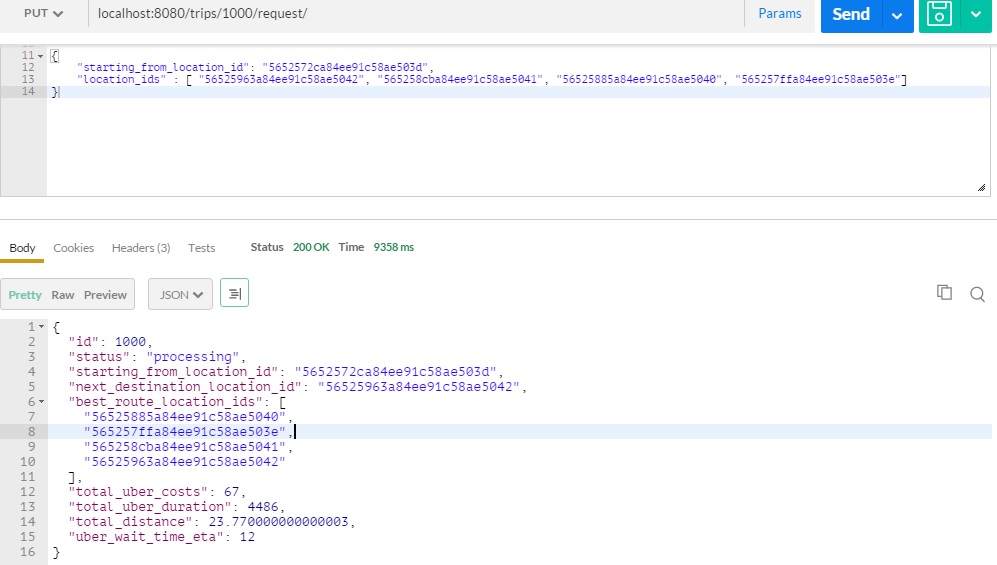 PUT localhost:8080/trips/1000/request/ Params Send
11 {
12 "starting_from_location_id": "5652572ca84ee91c58ae503d",
13 "location_ids" : [ "56525963a84ee91c58ae5042", "565258cba84ee91c58ae5041", "56525885a84ee91c58ae5040", "565257ffa84ee91c58ae503e"]
14 }
Body Cookies Headers (3) Tests Status 200 OK Time 9358 ms
Pretty Raw Preview JSON
1 {
2 "id": 1000,
3 "status": "processing",
4 "starting_from_location_id": "5652572ca84ee91c58ae503d",
5 "next_destination_location_id": "56525963a84ee91c58ae5042",
6 "best_route_location_ids": [
7 "56525885a84ee91c58ae5040",
8 "565257ffa84ee91c58ae503e",
9 "565258cba84ee91c58ae5041",
10 "56525963a84ee91c58ae5042"
11 ],
12 "total_uber_costs": 67,
13 "total_uber_duration": 4486,
14 "total_distance": 23.770000000000003,
15 "uber_wait_time_eta": 12
16 }